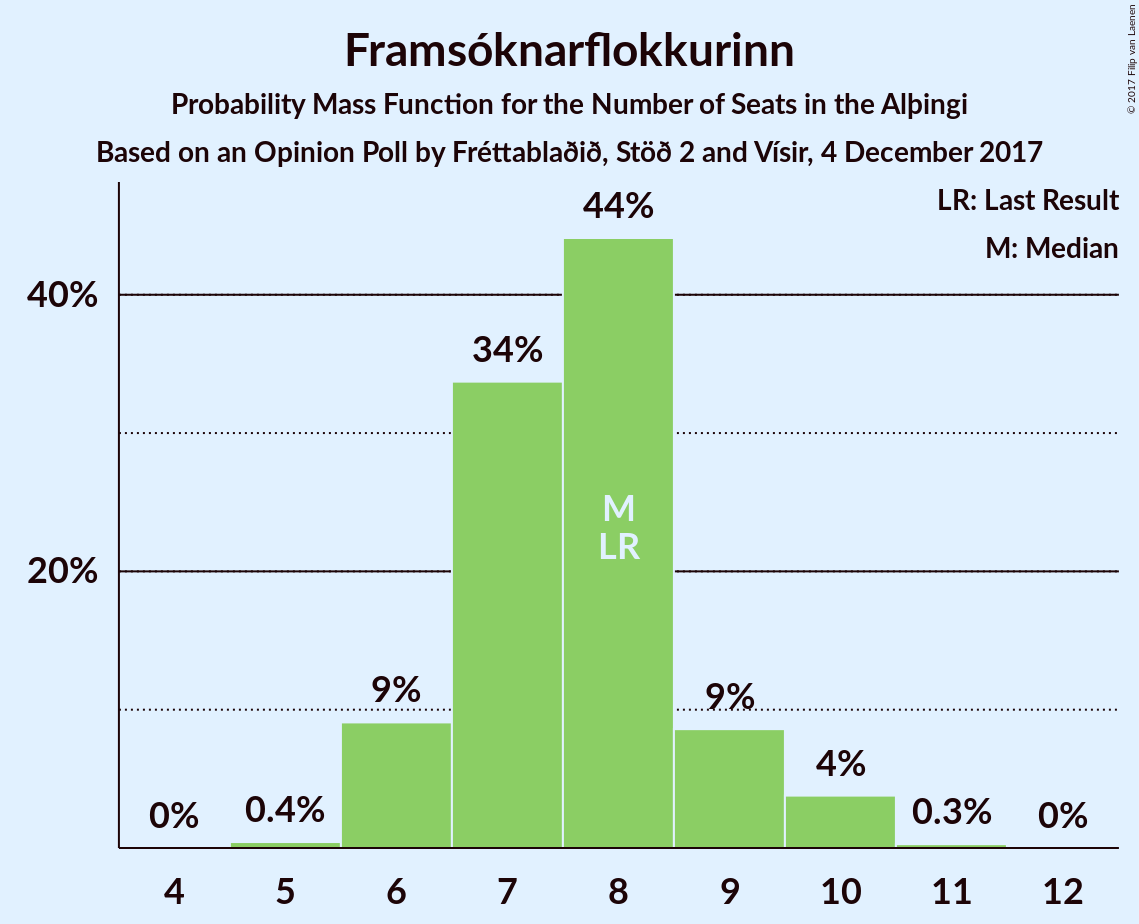 Framsóknarflokkurinn
Probability Mass Function for the Number of Seats in the Alþingi
Based on an Opinion Poll by Fréttablaðið, Stöð 2 and Vísir, 4 December 2017
© 2017 Filip van Laenen
LR: Last Result
M: Median
40%
20%
0%
0.4%
9%
34%
44%
9%
4%
0.3%
0%
M
LR
4 5 6 7 8 9 10 11 12